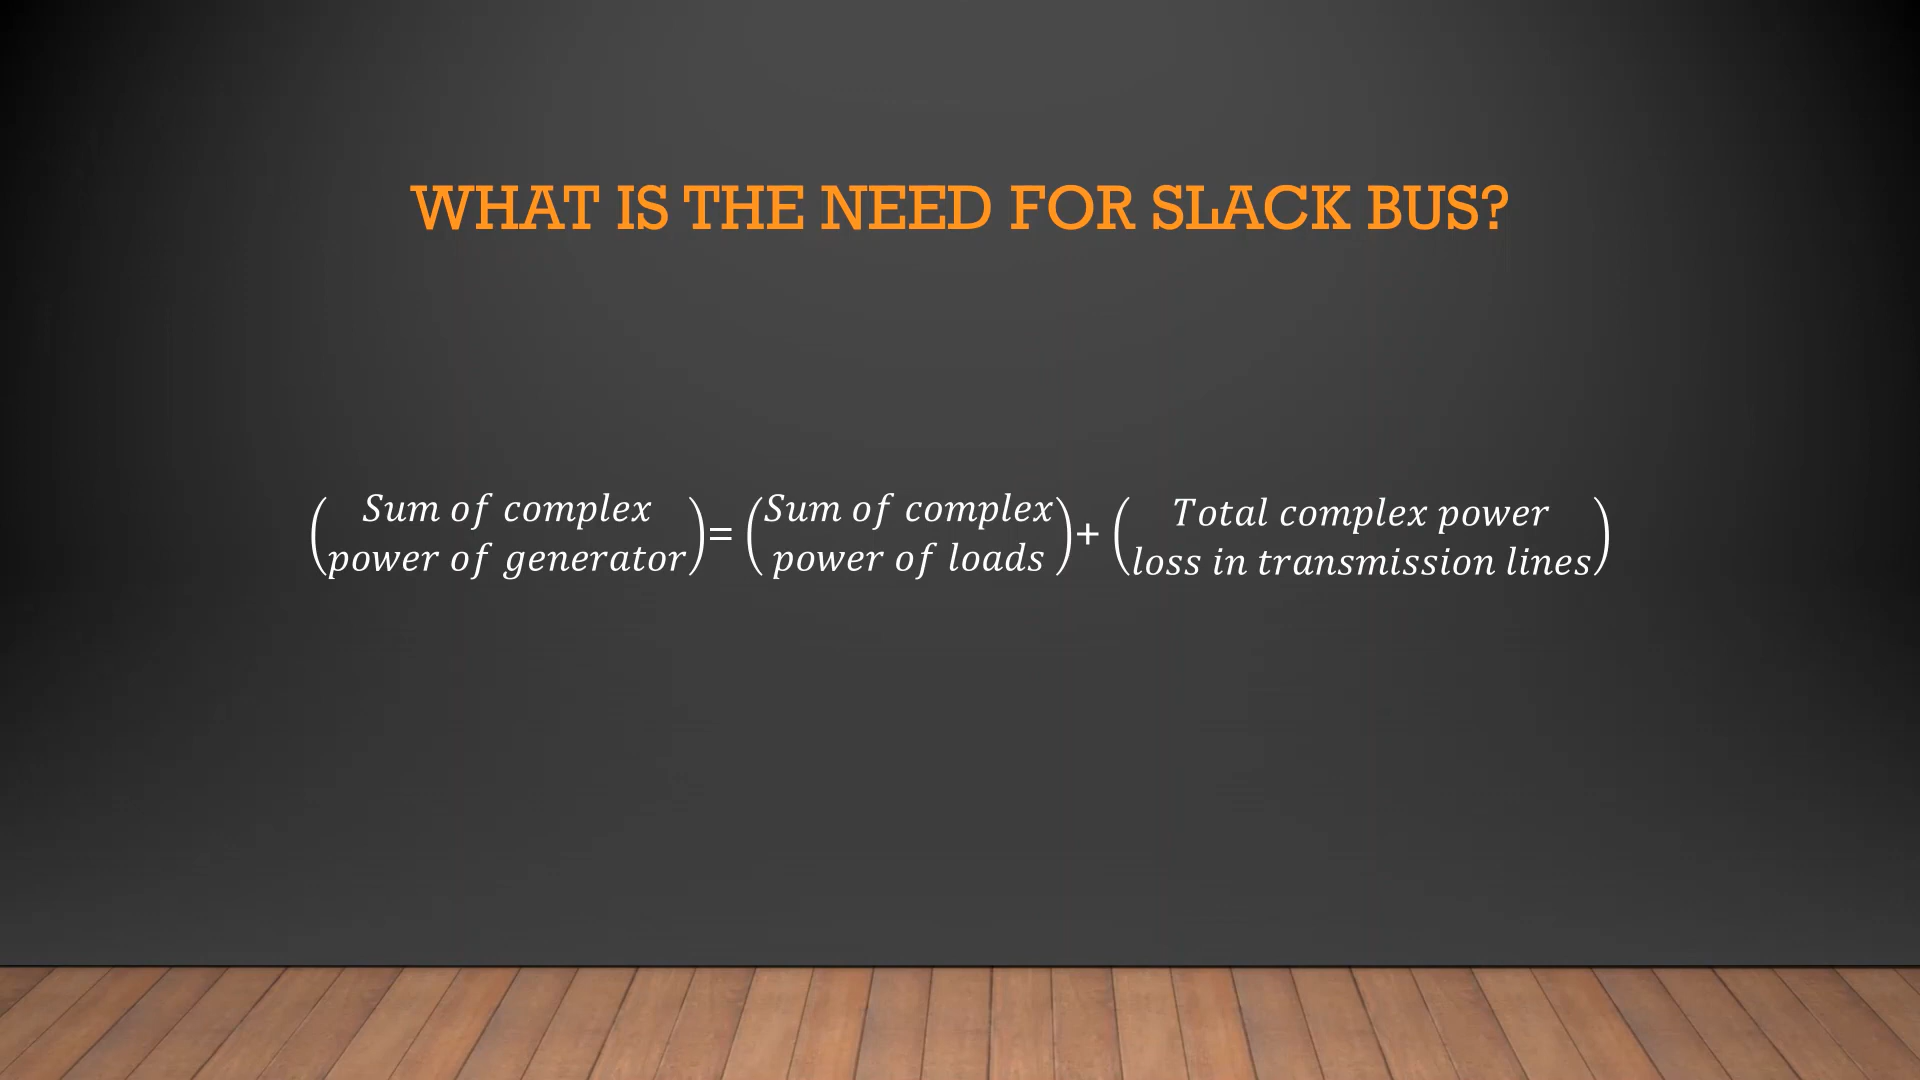 WHAT IS THE NEED FOR SLACK BUS?
(Sum of complex power of generator) = (Sum of complex power of loads) + (Total complex power loss in transmission lines)